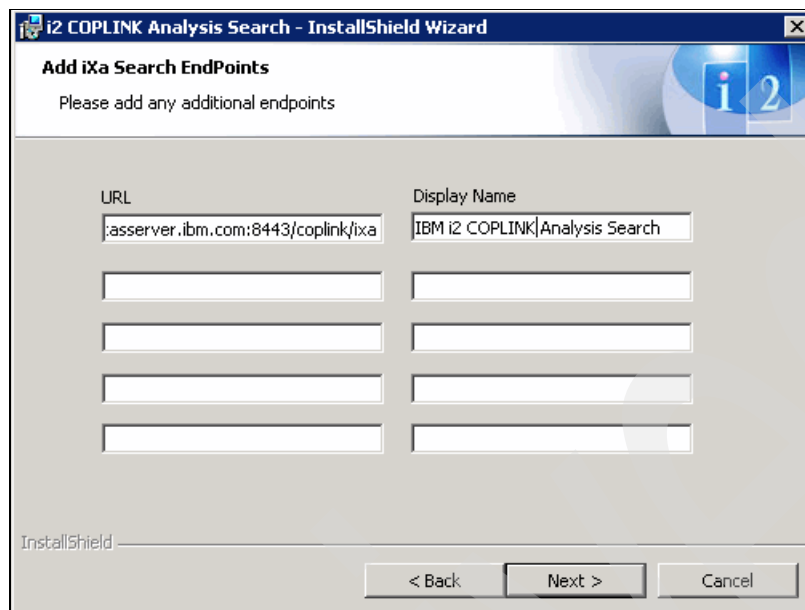 i2 COPLINK Analysis Search - InstallShield Wizard
Add iXa Search EndPoints
Please add any additional endpoints
i2
URL Display Name
:asserver.ibm.com:8443/coplink/ixa IBM i2 COPLINK Analysis Search
InstallShield
< Back Next > Cancel